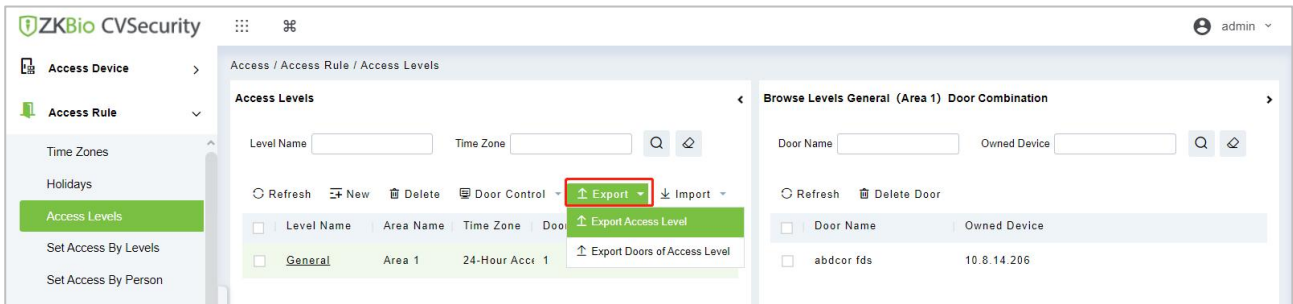 ZKBio CVSecurity
admin
Access Device
Access Rule
Time Zones
Holidays
Access Levels
Set Access By Levels
Set Access By Person
Access / Access Rule / Access Levels
Access Levels
Level Name Time Zone
Refresh New Delete Door Control Export Import
Level Name Area Name Time Zone Doo
General Area 1 24-Hour Acce 1
Export Access Level
Export Doors of Access Level
Browse Levels General (Area 1) Door Combination
Door Name Owned Device
Refresh Delete Door
Door Name Owned Device
abdcor fds 10.8.14.206